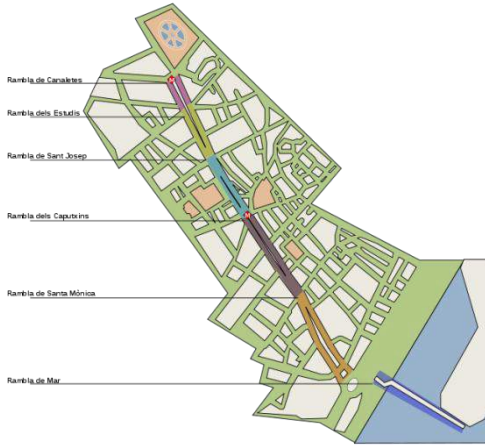 Rambla de Canaletes
M
Rambla dels Estudis
Rambla de Sant Josep
Rambla dels Caputxins
M
Rambla de Santa Mónica
Rambla de Mar